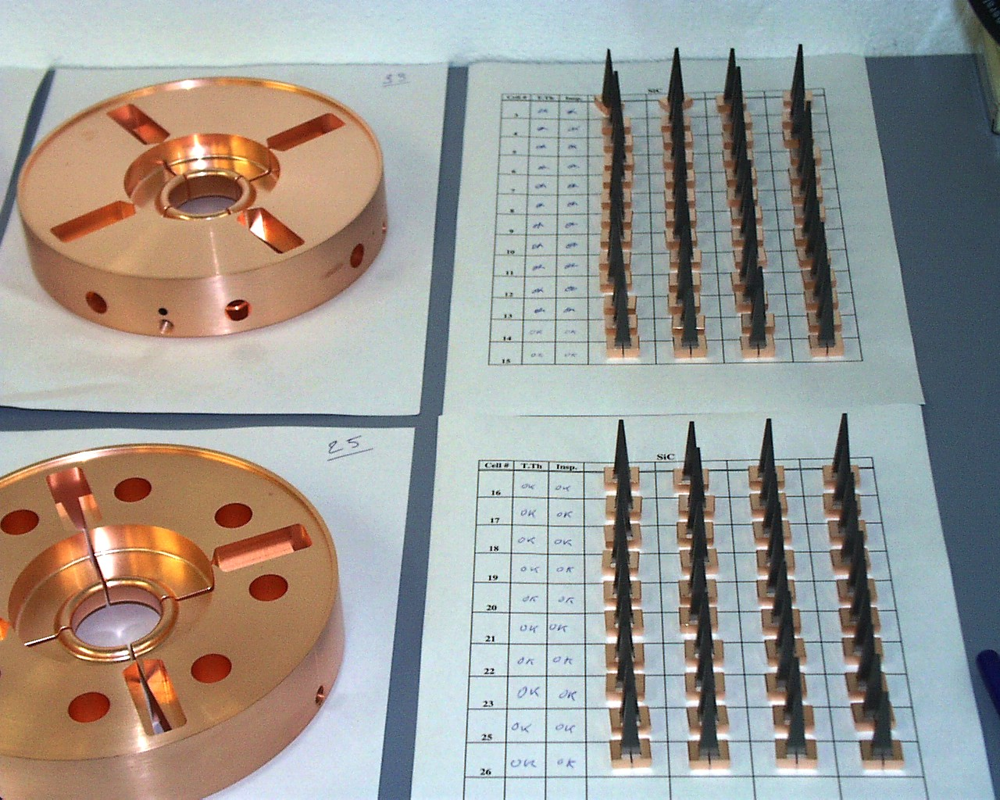 39
SiC
Cell # T.Th Insp.
3 OK OK
4 OK OK
5 OK OK
6 OK OK
7 OK OK
8 OK OK
9 OK OK
10 OK OK
11 OK OK
12 OK OK
13 OK OK
14 OK OK
15 OK OK
25
SiC
Cell # T.Th Insp.
16 OK OK
17 OK OK
18 OK OK
19 OK OK
20 OK OK
21 OK OK
22 OK OK
23 OK OK
25 OK OK
26 OK OK